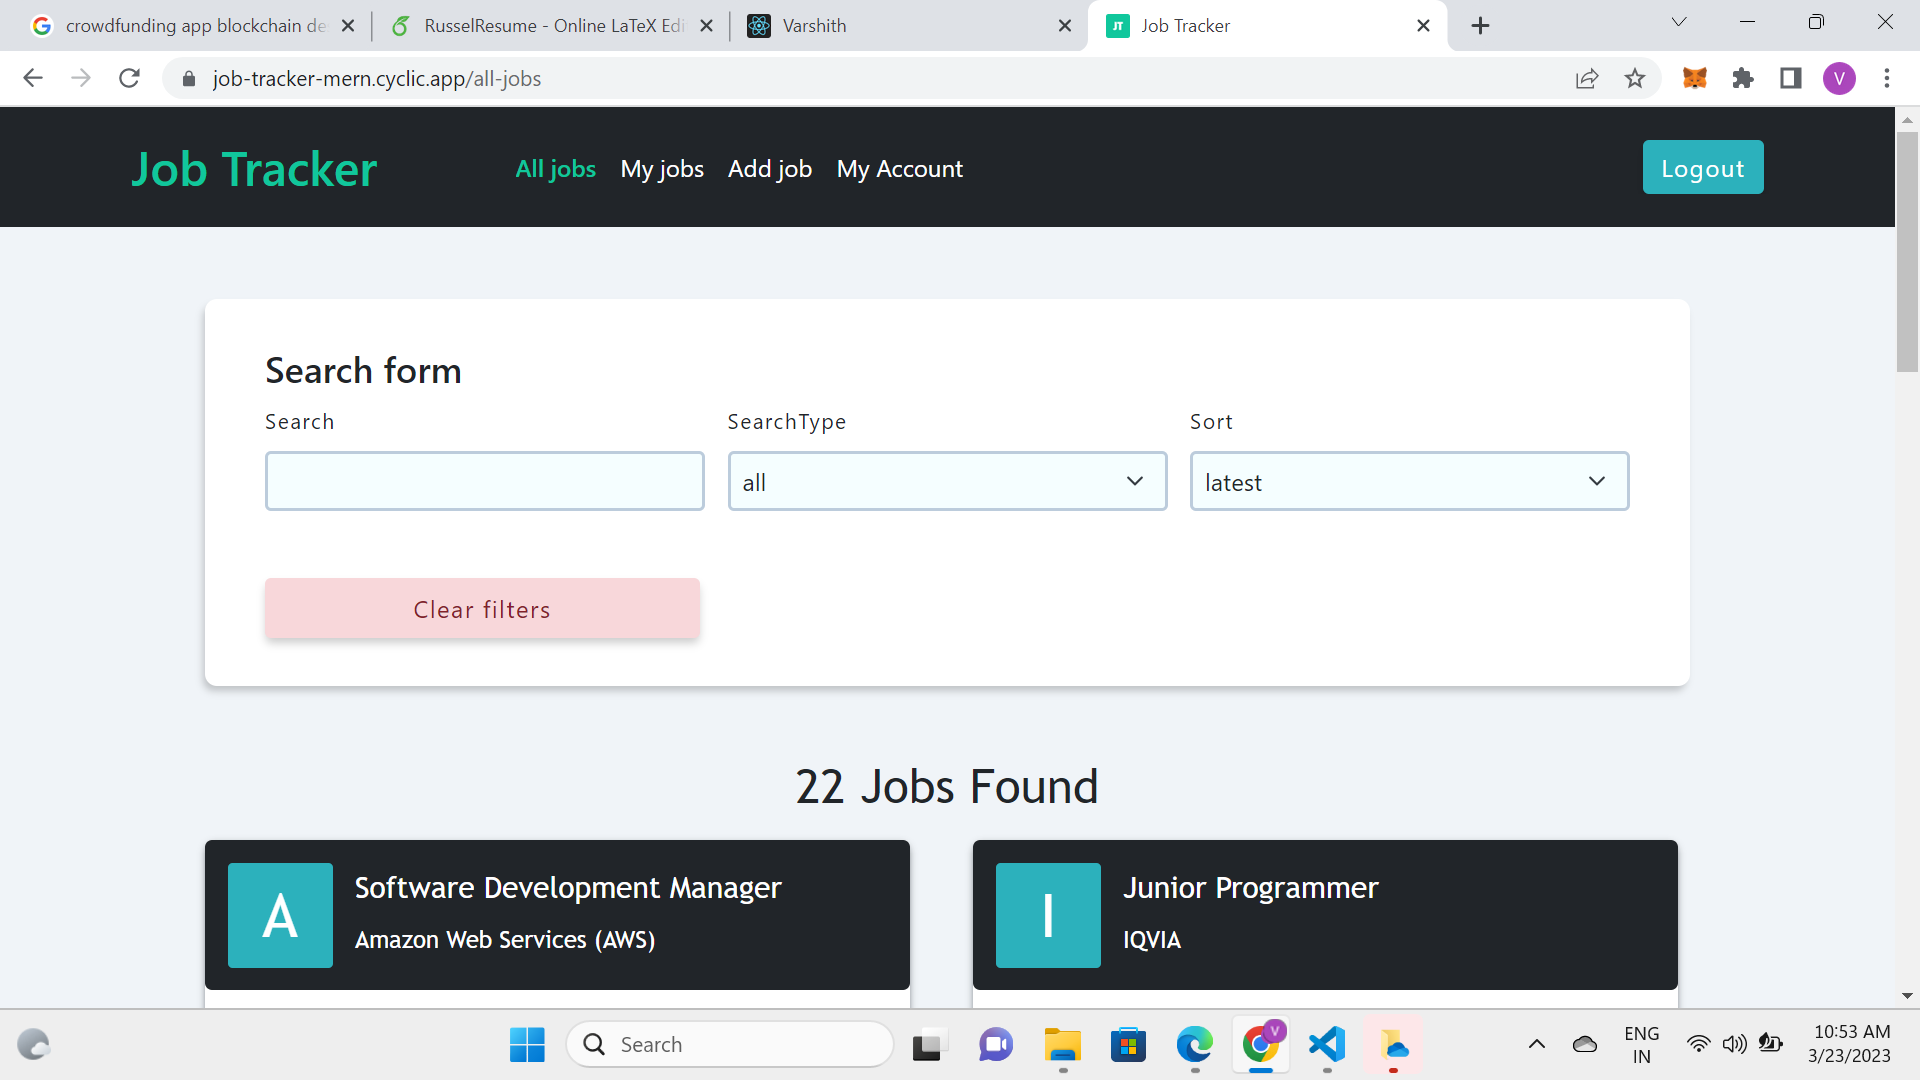 crowdfunding app blockchain de
RusselResume - Online LaTeX Edi
Varshith
JT Job Tracker
job-tracker-mern.cyclic.app/all-jobs
V
Job Tracker
All jobs
My jobs
Add job
My Account
Logout
Search form
Search
SearchType
Sort
all
latest
Clear filters
22 Jobs Found
A
Software Development Manager
Amazon Web Services (AWS)
I
Junior Programmer
IQVIA
Search
V
ENG
IN
10:53 AM
3/23/2023